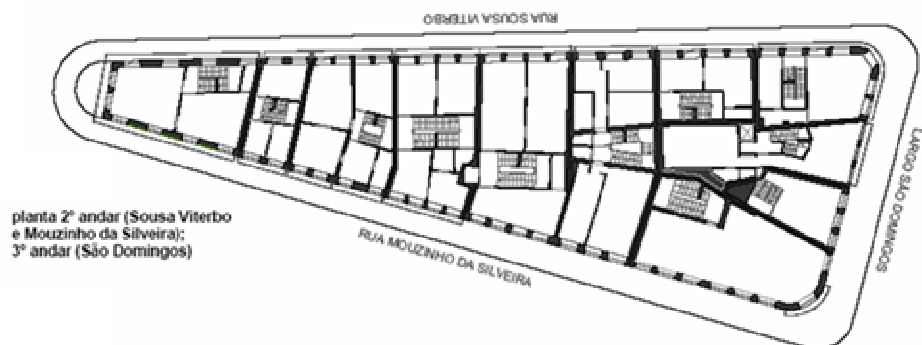 RUA SOUSA VITERBO
LARGO SÃO DOMINGOS
RUA MOUZINHO DA SILVEIRA
planta 2º andar (Sousa Viterbo
e Mouzinho da Silveira);
3º andar (São Domingos)